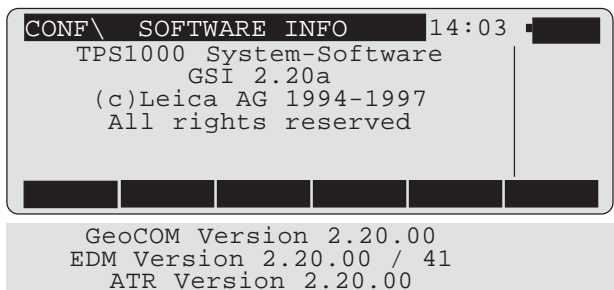 CONF\ SOFTWARE INFO 14:03
TPS1000 System-Software
GSI 2.20a
(c)Leica AG 1994-1997
All rights reserved
GeoCOM Version 2.20.00
EDM Version 2.20.00 / 41
ATR Version 2.20.00